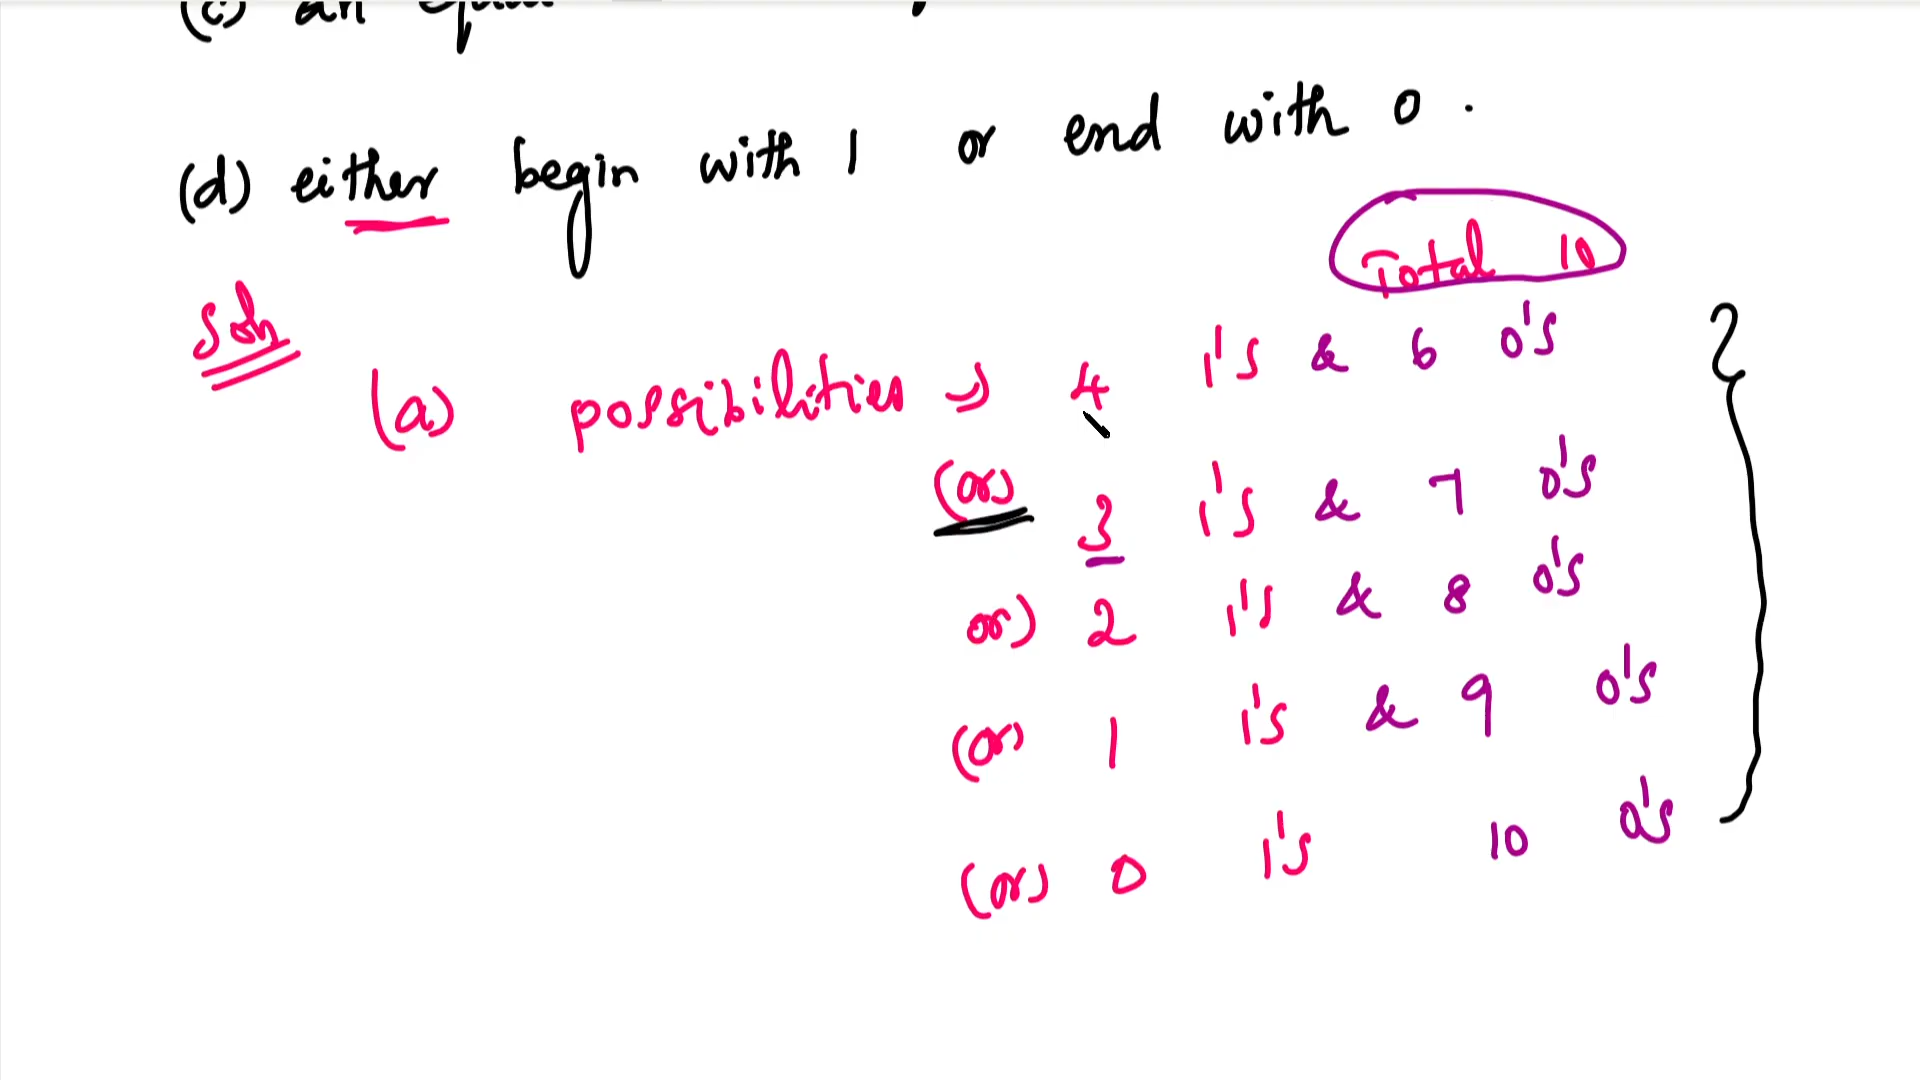 (c) an
(d) either begin with 1 or end with 0.
Total 10
Soln
(a) possibilities ⇒ 4 1's & 6 0's
(or) 3 1's & 7 0's
or) 2 1's & 8 0's
(or) 1 1's & 9 0's
(or) 0 1's 10 0's